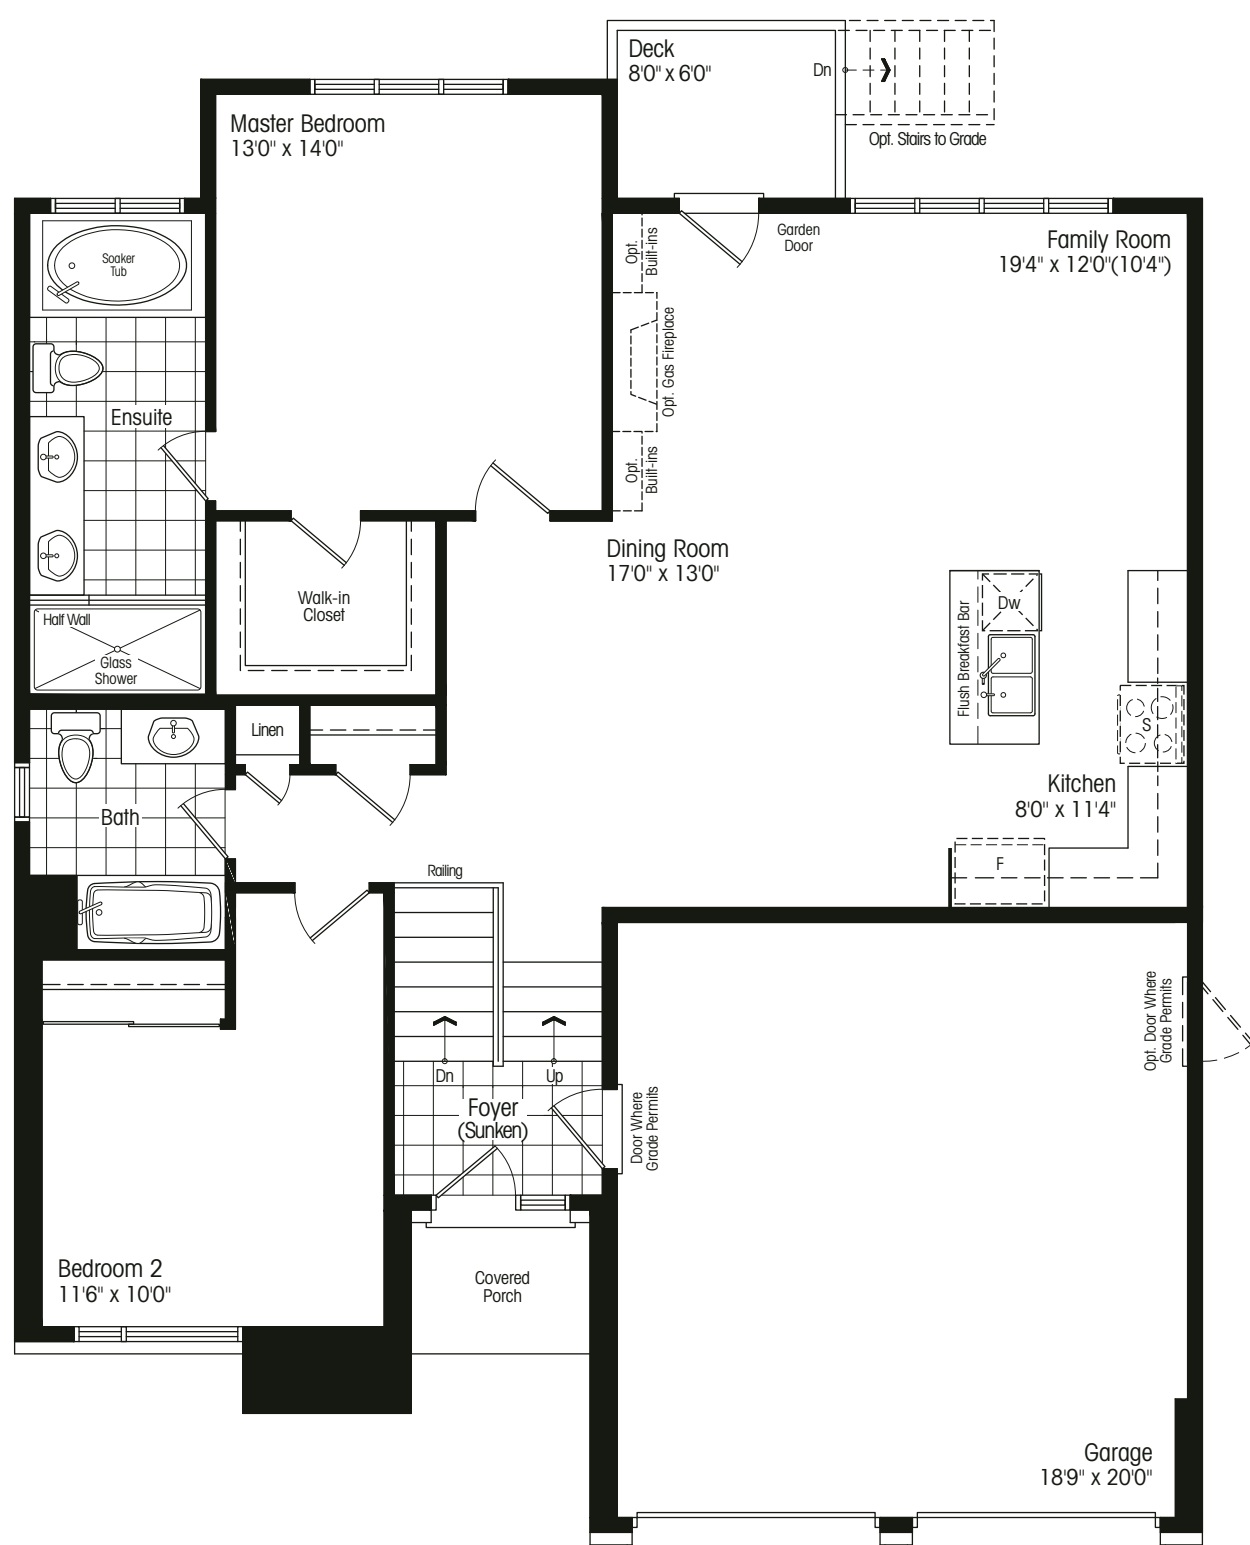 Deck
8'0" x 6'0"
Dn
Opt. Stairs to Grade
Master Bedroom
13'0" x 14'0"
Soaker
Tub
Opt.
Built-ins
Garden
Door
Family Room
19'4" x 12'0"(10'4")
Opt. Gas Fireplace
Ensuite
Opt.
Built-ins
Dining Room
17'0" x 13'0"
Walk-in
Closet
Half Wall
Glass
Shower
Flush Breakfast Bar
Dw
S
Linen
Kitchen
8'0" x 11'4"
Bath
Railing
F
Opt. Door Where
Grade Permits
Dn
Up
Foyer
(Sunken)
Door Where
Grade Permits
Bedroom 2
11'6" x 10'0"
Covered
Porch
Garage
18'9" x 20'0"